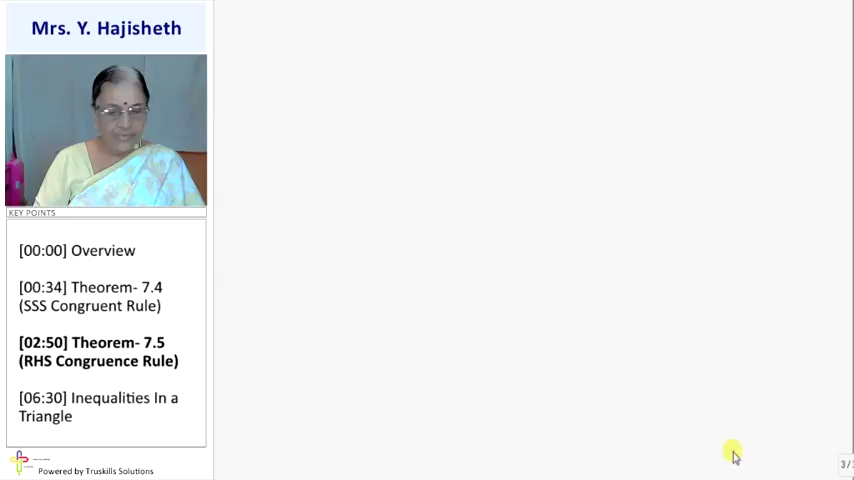 Mrs. Y. Hajisheth
KEY POINTS
[00:00] Overview
[00:34] Theorem- 7.4
(SSS Congruent Rule)
[02:50] Theorem- 7.5
(RHS Congruence Rule)
[06:30] Inequalities In a
Triangle
Powered by Truskills Solutions
3/